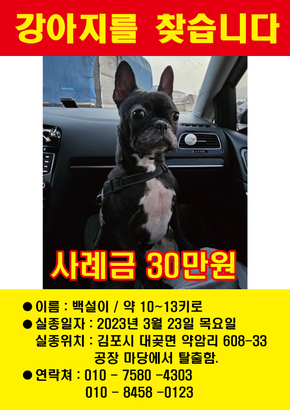 강아지를 찾습니다
사례금 30만원
● 이름 : 백설이 / 약 10~13키로
● 실종일자 : 2023년 3월 23일 목요일
실종위치 : 김포시 대곶면 약암리 608-33
공장 마당에서 탈출함.
● 연락쳐 : 010 - 7580 -4303
010 - 8458 -0123